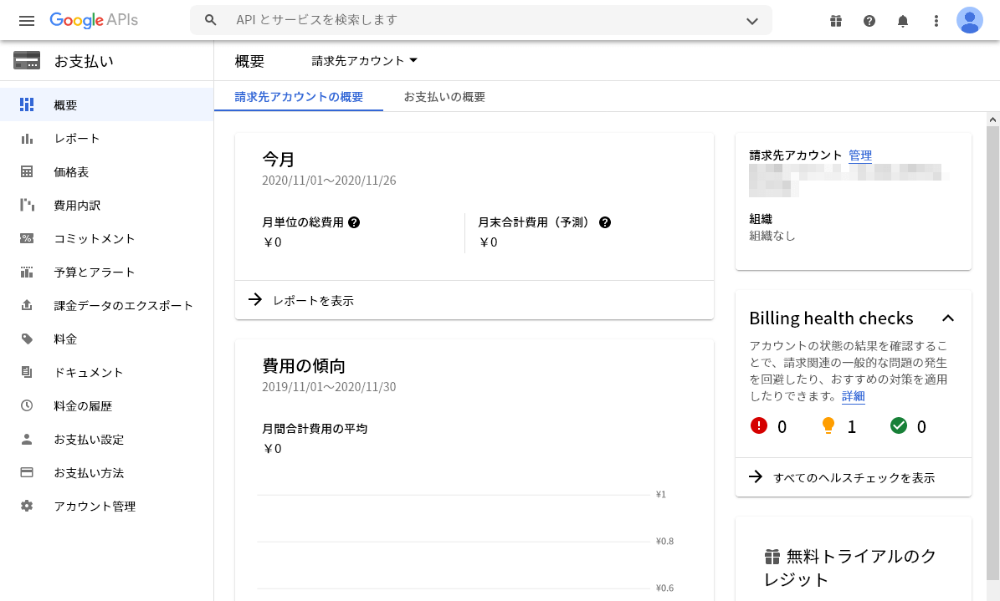 Google APIs
API とサービスを検索します
お支払い
概要
請求先アカウント
概要
レポート
価格表
費用内訳
コミットメント
予算とアラート
課金データのエクスポート
料金
ドキュメント
料金の履歴
お支払い設定
お支払い方法
アカウント管理
請求先アカウントの概要
お支払いの概要
今月
2020/11/01～2020/11/26
月単位の総費用
￥0
月末合計費用（予測）
￥0
レポートを表示
費用の傾向
2019/11/01～2020/11/30
月間合計費用の平均
￥0
¥1
¥0.8
¥0.6
請求先アカウント 管理
組織
組織なし
Billing health checks
アカウントの状態の結果を確認するこ
とで、請求関連の一般的な問題の発生
を回避したり、おすすめの対策を適用
したりできます。詳細
0
1
0
すべてのヘルスチェックを表示
無料トライアルのク
レジット